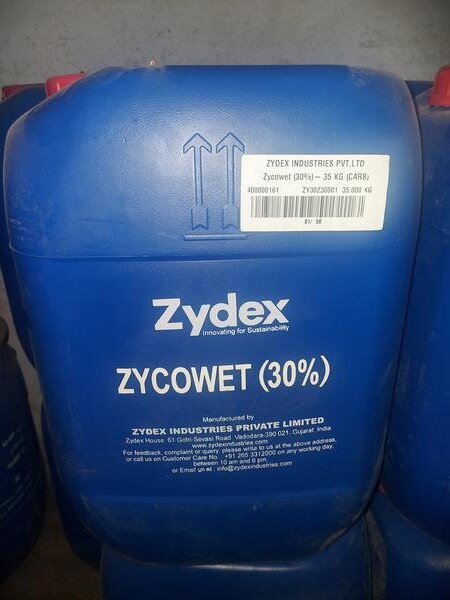 ZYDEX INDUSTRIES PVT.LTD
Zycowet (30%)- 35 KG (CARB)
400000161 ZY30230001 35.000 KG
81/ 98
Zydex
Innovating for Sustainability
ZYCOWET (30%)
Manufactured by
ZYDEX INDUSTRIES PRIVATE LIMITED
Zydex House, 61 Gotri-Sevasi Road, Vadodara-390 021, Gujarat, India
www.zydexindustries.com
For feedback, complaint or query, please write to us at the above address,
or call us on Customer Care No. : +91 265 3312000 on any working day,
between 10 am and 6 pm.
or Email us at : info@zydexindustries.com